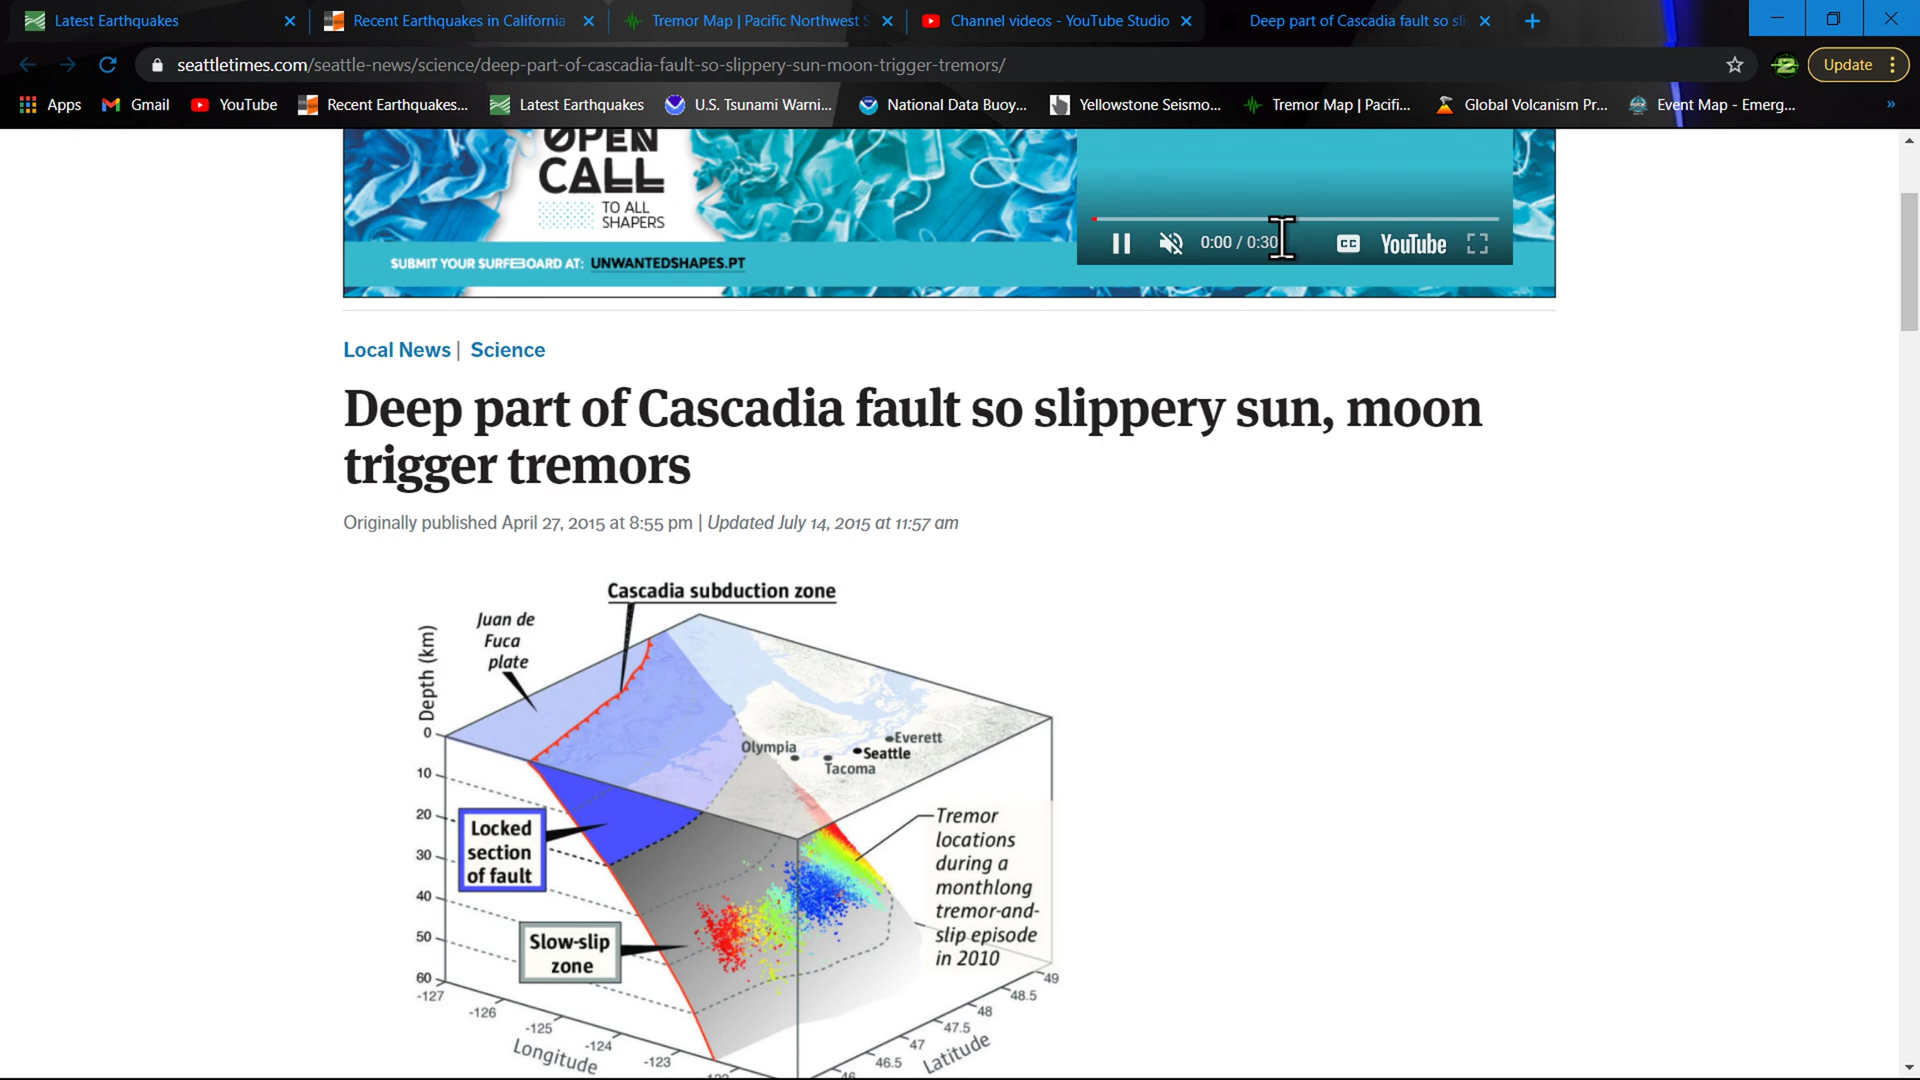 Latest Earthquakes
Recent Earthquakes in California
Tremor Map | Pacific Northwest S
Channel videos - YouTube Studio
Deep part of Cascadia fault so sli
seattletimes.com/seattle-news/science/deep-part-of-cascadia-fault-so-slippery-sun-moon-trigger-tremors/
Update
Apps
Gmail
YouTube
Recent Earthquakes...
Latest Earthquakes
U.S. Tsunami Warni...
National Data Buoy...
Yellowstone Seismo...
Tremor Map | Pacifi...
Global Volcanism Pr...
Event Map - Emerg...
»
OPEN
CALL
TO ALL
SHAPERS
SUBMIT YOUR SURFBOARD AT: UNWANTEDSHAPES.PT
0:00 / 0:30
CC
YouTube
Local News | Science
Deep part of Cascadia fault so slippery sun, moon
trigger tremors
Originally published April 27, 2015 at 8:55 pm | Updated July 14, 2015 at 11:57 am
Cascadia subduction zone
Juan de
Fuca
plate
Depth (km)
0
10
20
30
40
50
60
Olympia
Everett
Seattle
Tacoma
Locked
section
of fault
Slow-slip
zone
Tremor
locations
during a
monthlong
tremor-and-
slip episode
in 2010
-127
-126
-125
-124
-123
Longitude
49
48.5
48
47.5
47
46.5
46
Latitude